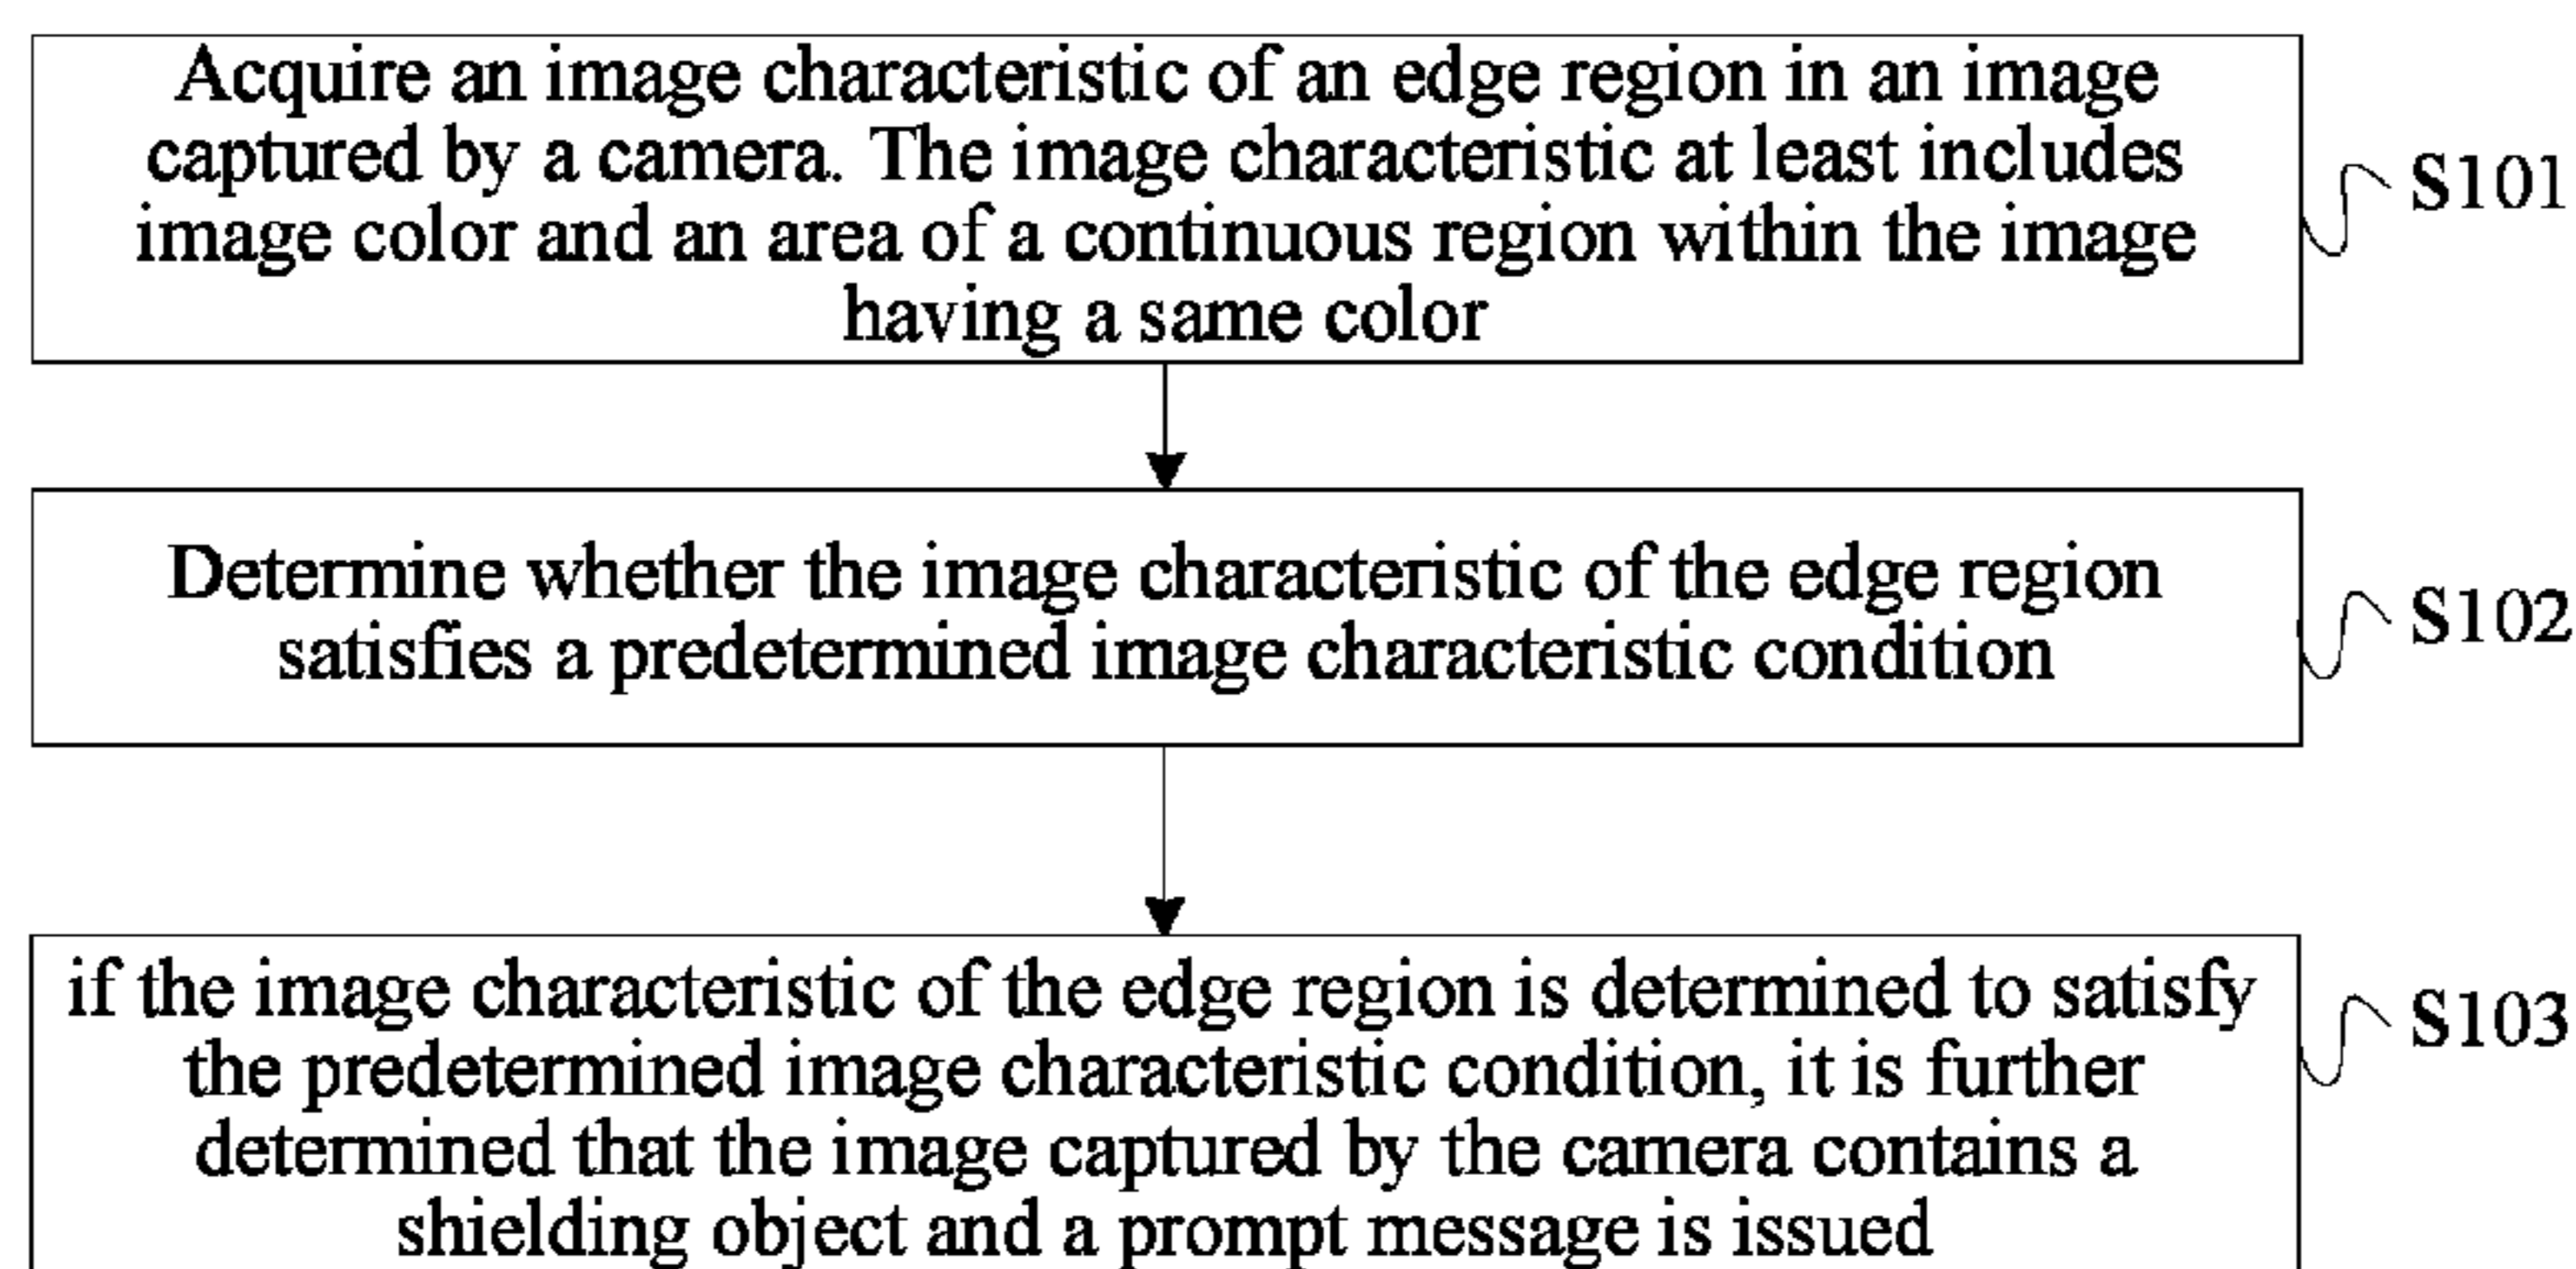 Acquire an image characteristic of an edge region in an image
captured by a camera. The image characteristic at least includes
image color and an area of a continuous region within the image
having a same color
S101
Determine whether the image characteristic of the edge region
satisfies a predetermined image characteristic condition
S102
if the image characteristic of the edge region is determined to satisfy
the predetermined image characteristic condition, it is further
determined that the image captured by the camera contains a
shielding object and a prompt message is issued
S103